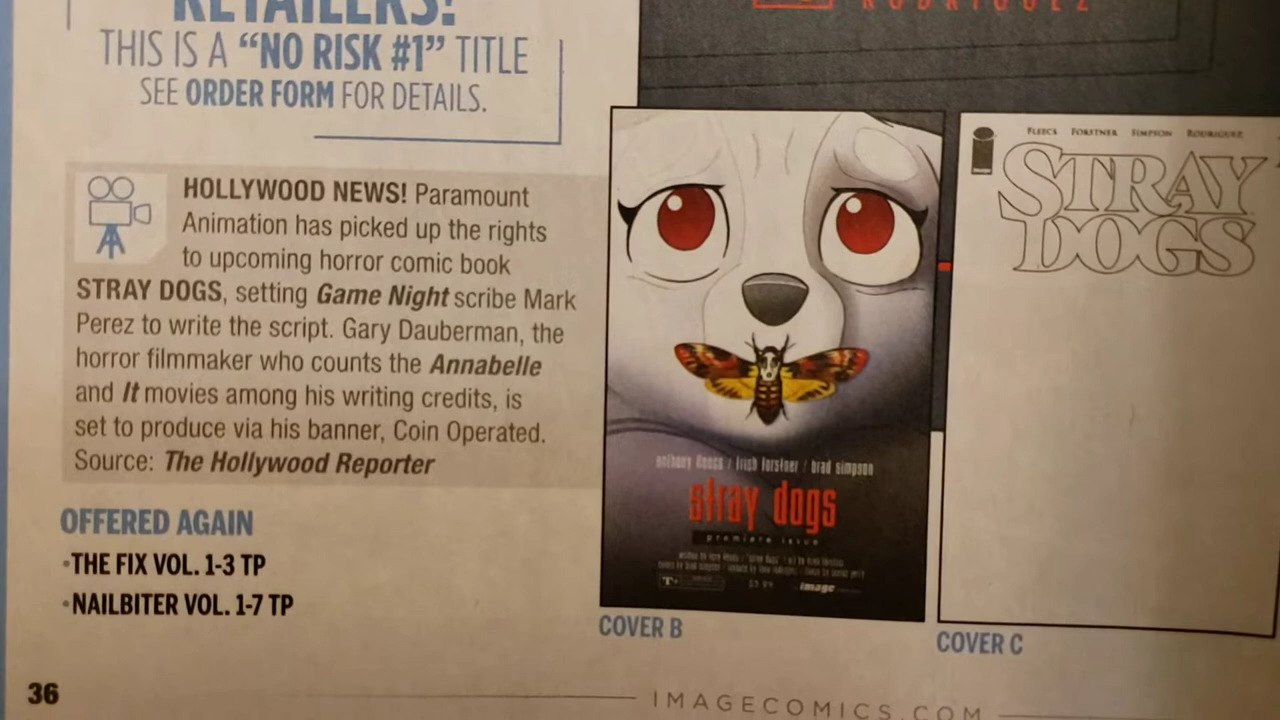 RETAILERS!
THIS IS A “NO RISK #1” TITLE
SEE ORDER FORM FOR DETAILS.
RODRIGUEZ
HOLLYWOOD NEWS! Paramount
Animation has picked up the rights
to upcoming horror comic book
STRAY DOGS, setting Game Night scribe Mark
Perez to write the script. Gary Dauberman, the
horror filmmaker who counts the Annabelle
and It movies among his writing credits, is
set to produce via his banner, Coin Operated.
Source: The Hollywood Reporter
OFFERED AGAIN
•THE FIX VOL. 1-3 TP
•NAILBITER VOL. 1-7 TP
/ trish forstner / brad simpson
stray dogs
premiere issue
T+
$3.99
image
COVER B
FLEECS FORSTNER SIMPSON RODRIGUEZ
STRAY
DOGS
COVER C
36
IMAGECOMICS.COM